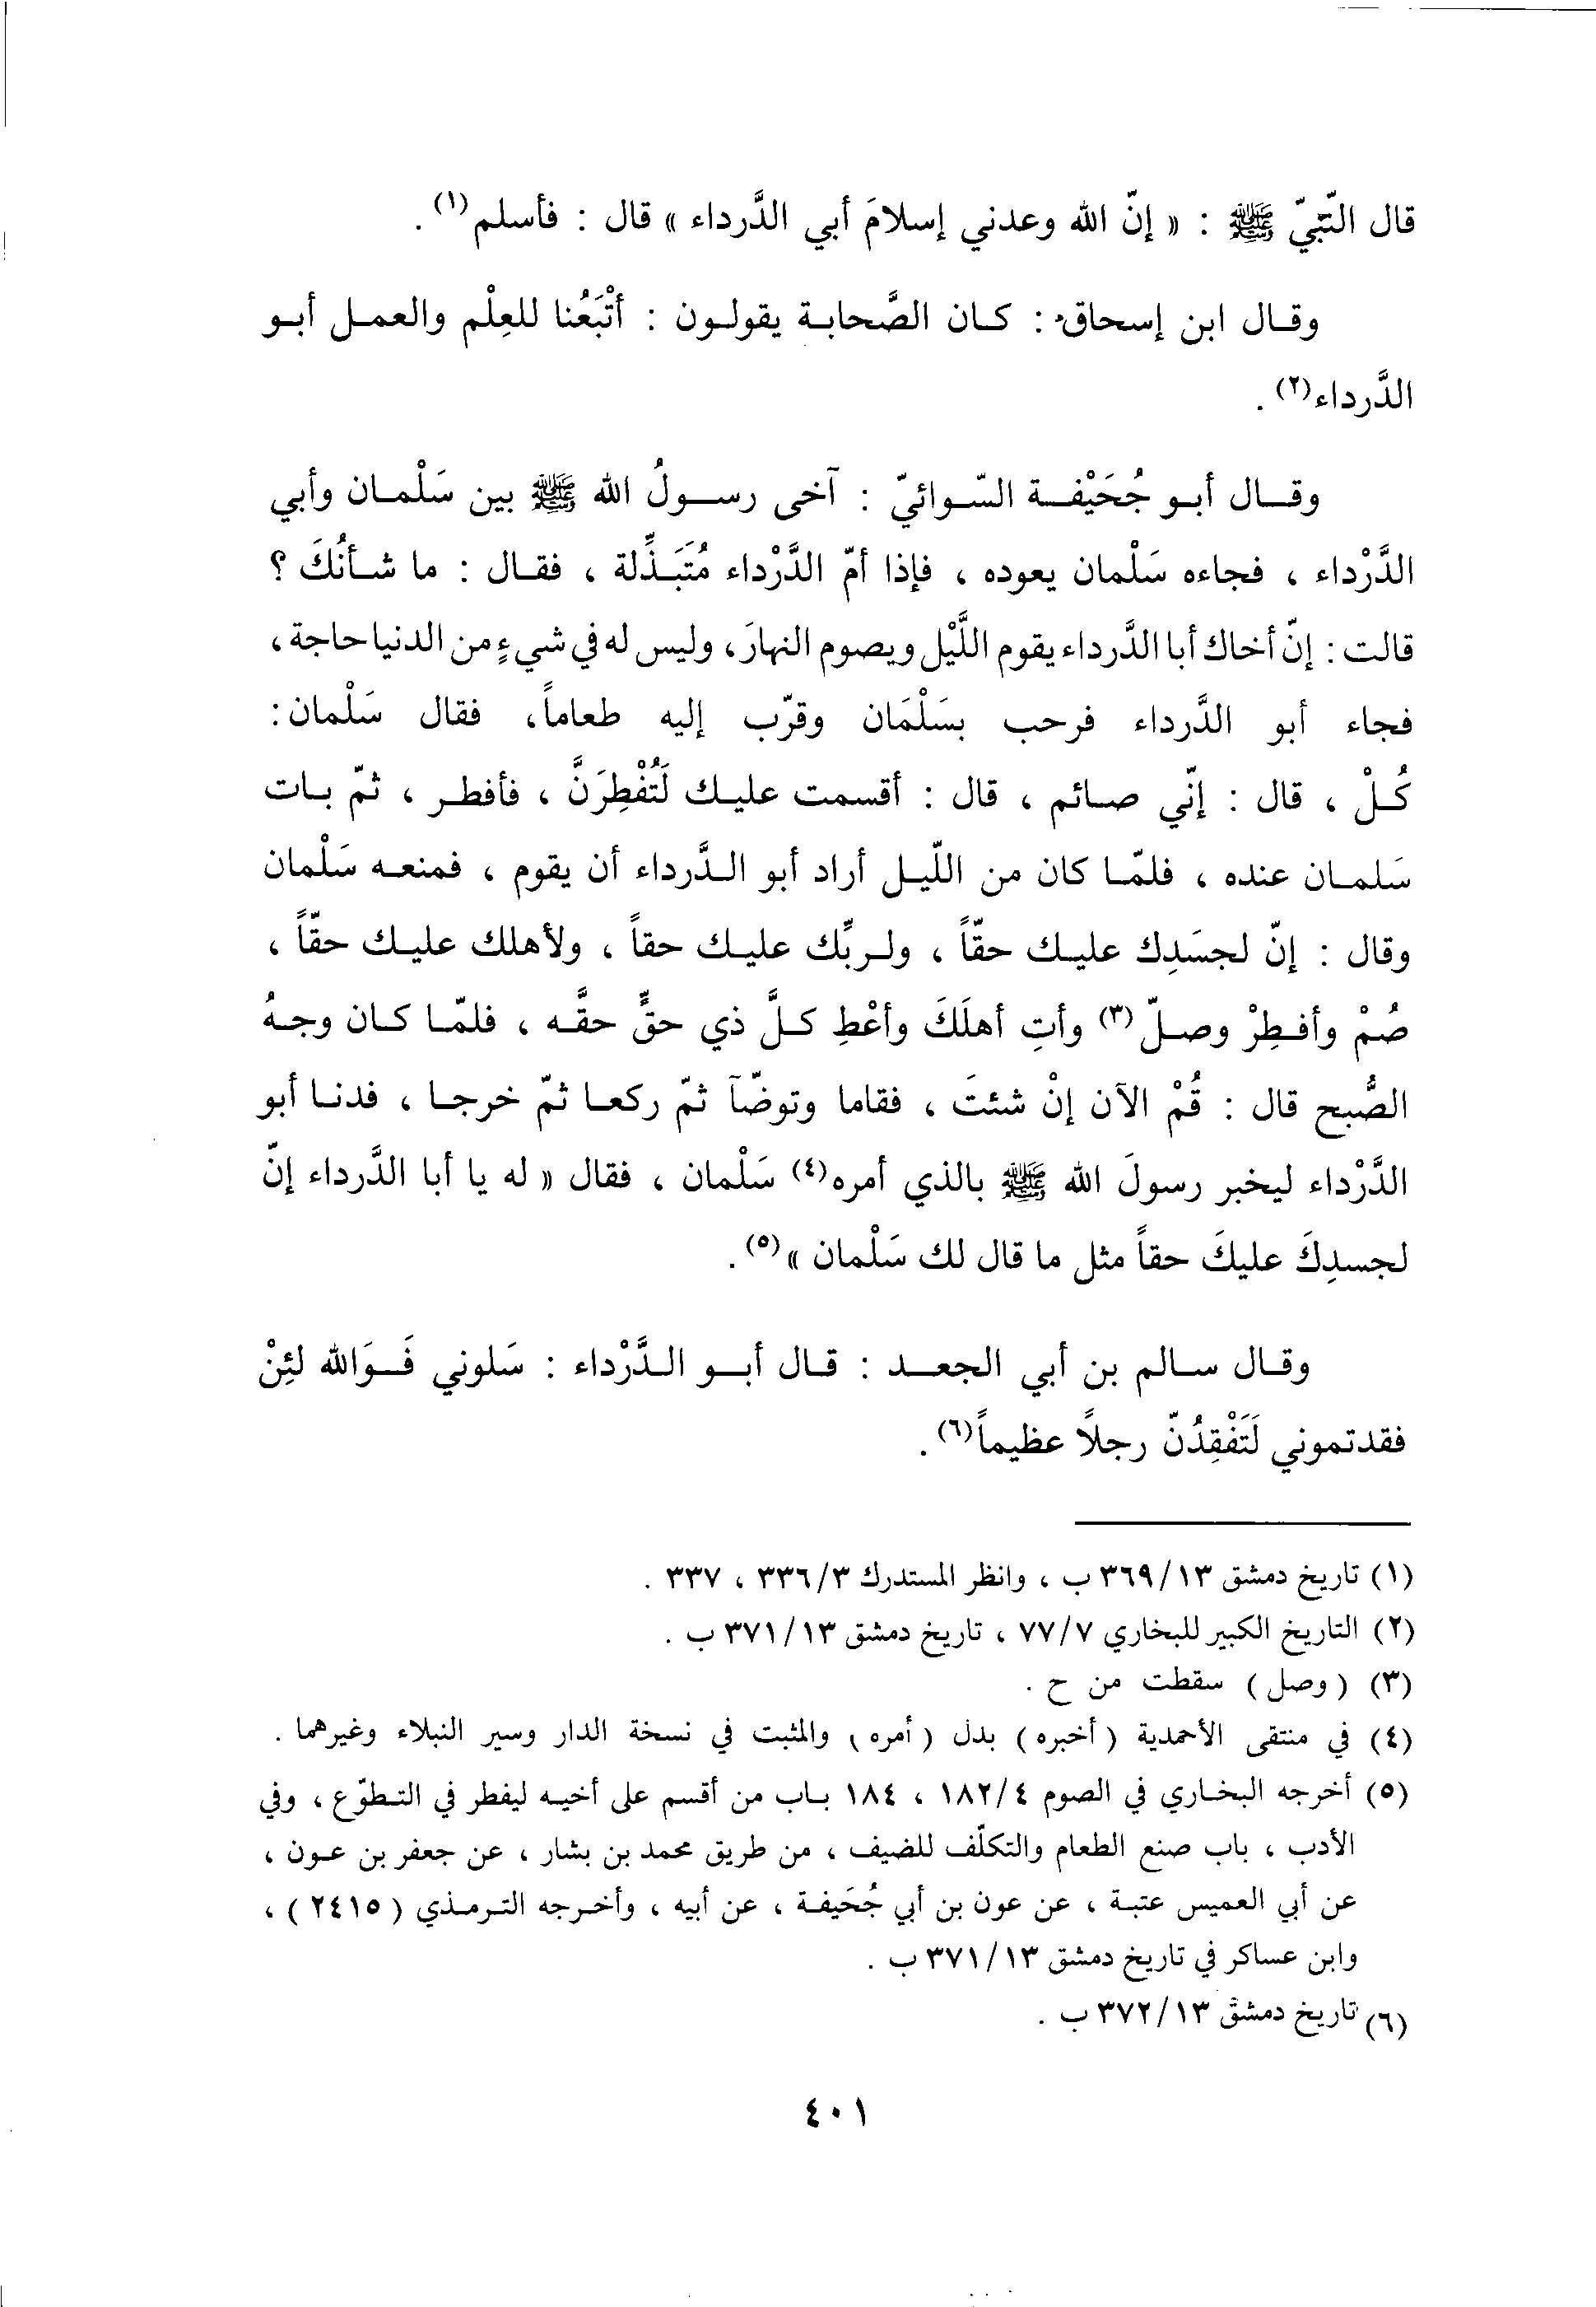 قال النّبيّ ﷺ : « إنّ الله وعدني إسلامَ أبي الدَّرداء » قال : فأسلم(١) .
وقال ابن إسحاق : كان الصَّحابة يقولون : أتْبَعُنا للعِلْم والعمل أبو
الدَّرداء(٢) .
وقال أبو جُحَيْفة السّوائيّ : آخى رسولُ الله ﷺ بين سَلْمان وأبي
الدَّرْداء ، فجاءه سَلْمان يعوده ، فإذا أمّ الدَّرْداء مُتَبَذِّلة ، فقال : ما شأنُكَ ؟
قالت : إنّ أخاك أبا الدَّرداء يقوم اللَّيْل ويصوم النهارَ ، وليس له في شيءٍ من الدنيا حاجة ،
فجاء أبو الدَّرداء فرحب بسَلْمَان وقرّب إليه طعاماً ، فقال سَلْمان :
كُلْ ، قال : إنّي صائم ، قال : أقسمت عليك لَتُفْطِرَنَّ ، فأفطر ، ثمّ بات
سَلمان عنده ، فلمّا كان من اللّيل أراد أبو الدَّرداء أن يقوم ، فمنعه سَلْمان
وقال : إنّ لجسَدِك عليك حقّاً ، ولربِّك عليك حقاً ، ولأهلك عليك حقّاً ،
صُمْ وأفطِرْ وصلّ(٣) وأتِ أهلَكَ وأعْطِ كلَّ ذي حقٍّ حقَّه ، فلمّا كان وجهُ
الصُّبح قال : قُمْ الآن إنْ شئتَ ، فقاما وتوضّآ ثمّ ركعا ثمّ خرجا ، فدنا أبو
الدَّرْداء ليخبر رسولَ الله ﷺ بالذي أمره(٤) سَلْمان ، فقال « له يا أبا الدَّرداء إنّ
لجسدِكَ عليكَ حقاً مثل ما قال لك سَلْمان »(٥) .
وقال سالم بن أبي الجعد : قال أبو الدَّرْداء : سَلوني فَوَالله لئِنْ
فقدتموني لَتَفْقِدُنّ رجلاً عظيماً(٦) .
(١) تاريخ دمشق ١٣/٣٦٩ ب ، وانظر المستدرك ٣/٣٣٦ ، ٣٣٧ .
(٢) التاريخ الكبير للبخاري ٧/٧٧ ، تاريخ دمشق ١٣/٣٧١ ب .
(٣) ( وصل ) سقطت من ح .
(٤) في منتقى الأحمدية ( أخبره ) بدل ( أمره ) والمثبت في نسخة الدار وسير النبلاء وغيرهما .
(٥) أخرجه البخاري في الصوم ٤/١٨٢ ، ١٨٤ باب من أقسم على أخيه ليفطر في التطوّع ، وفي
الأدب ، باب صنع الطعام والتكلّف للضيف ، من طريق محمد بن بشار ، عن جعفر بن عون ،
عن أبي العميس عتبة ، عن عون بن أبي جُحَيفة ، عن أبيه ، وأخرجه الترمذي ( ٢٤١٥ ) ،
وابن عساكر في تاريخ دمشق ١٣/٣٧١ ب .
(٦) تاريخ دمشق ١٣/٣٧٢ ب .
٤٠١